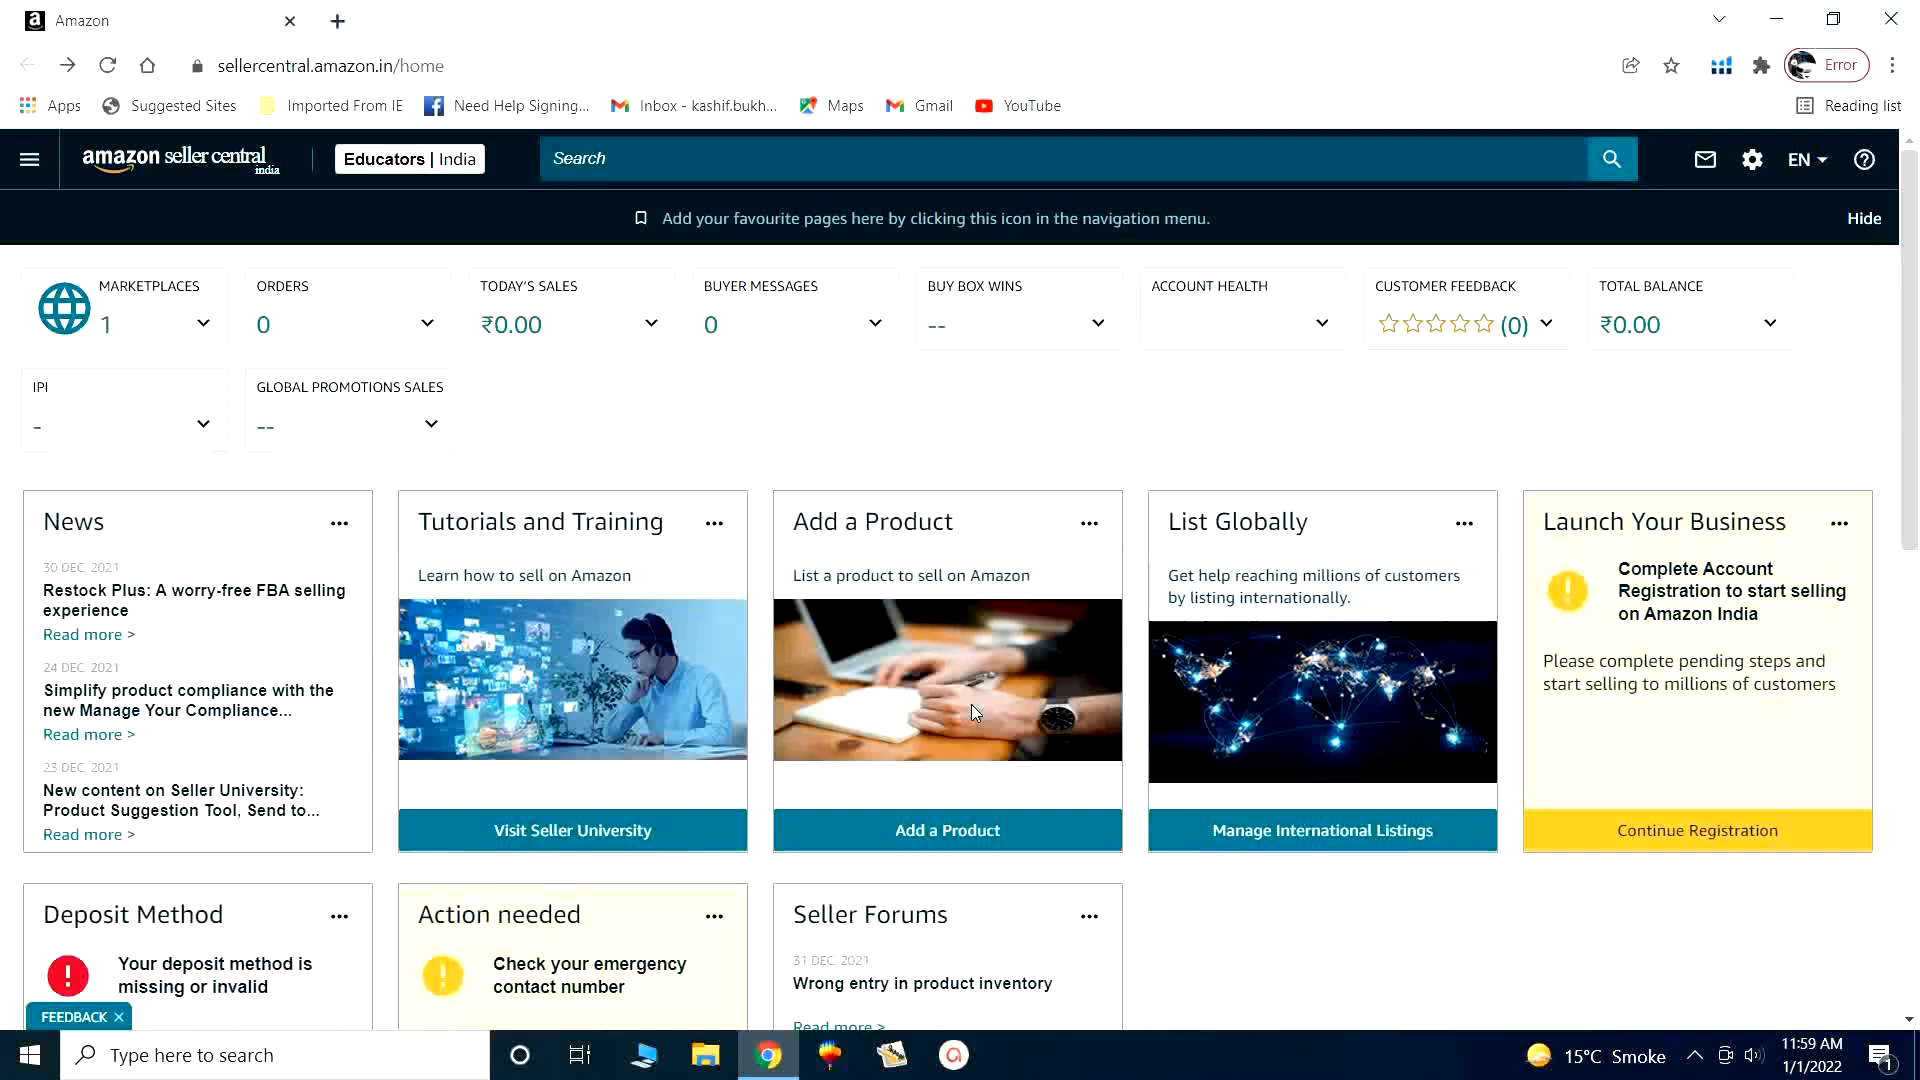 Amazon
sellercentral.amazon.in/home
Error
Apps
Suggested Sites
Imported From IE
Need Help Signing...
Inbox - kashif.bukh...
Maps
Gmail
YouTube
Reading list
amazon seller central
india
Educators | India
Search
EN
Add your favourite pages here by clicking this icon in the navigation menu.
Hide
MARKETPLACES
1
ORDERS
0
TODAY'S SALES
₹0.00
BUYER MESSAGES
0
BUY BOX WINS
--
ACCOUNT HEALTH
CUSTOMER FEEDBACK
(0)
TOTAL BALANCE
₹0.00
IPI
-
GLOBAL PROMOTIONS SALES
--
News
30 DEC, 2021
Restock Plus: A worry-free FBA selling
experience
Read more >
24 DEC, 2021
Simplify product compliance with the
new Manage Your Compliance...
Read more >
23 DEC, 2021
New content on Seller University:
Product Suggestion Tool, Send to...
Read more >
Tutorials and Training
Learn how to sell on Amazon
Visit Seller University
Add a Product
List a product to sell on Amazon
Add a Product
List Globally
Get help reaching millions of customers
by listing internationally.
Manage International Listings
Launch Your Business
Complete Account
Registration to start selling
on Amazon India
Please complete pending steps and
start selling to millions of customers
Continue Registration
Deposit Method
Your deposit method is
missing or invalid
FEEDBACK
Action needed
Check your emergency
contact number
Seller Forums
31 DEC, 2021
Wrong entry in product inventory
Read more >
Type here to search
15°C Smoke
11:59 AM
1/1/2022
1